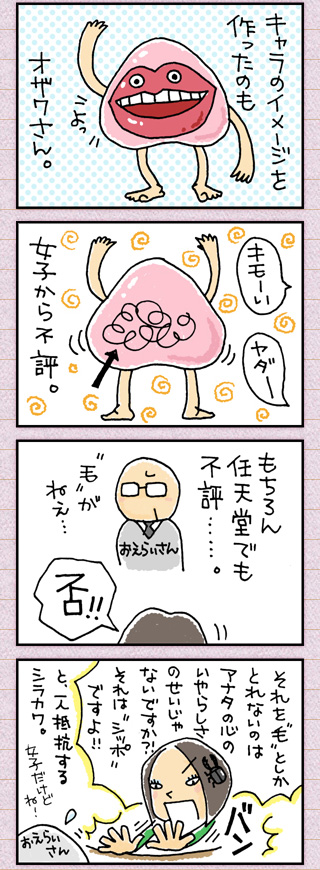 キャラのイメージを
作ったのも
オザワさん。
よっ
キモーい
ヤダー
女子から不評。
もちろん
任天堂でも
不評……。
"毛"が
ねえ…
おえらいさん
否!!
それを"毛"としか
とれないのは
アナタの心の
いやらしさ
のせいじゃ
ないですか?!
それは"シッポ"
ですよ!!
と、一人抵抗する
シラカワ。
女子だけど
ね!
バン
おえらいさん